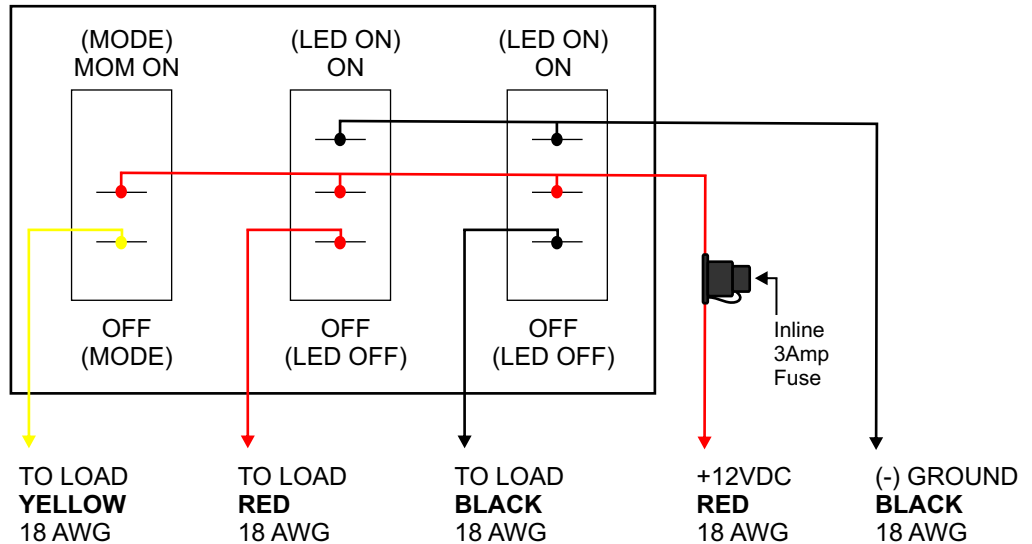 (MODE)
MOM ON
(LED ON)
ON
(LED ON)
ON
OFF
(MODE)
OFF
(LED OFF)
OFF
(LED OFF)
Inline
3Amp
Fuse
TO LOAD
YELLOW
18 AWG
TO LOAD
RED
18 AWG
TO LOAD
BLACK
18 AWG
+12VDC
RED
18 AWG
(-) GROUND
BLACK
18 AWG